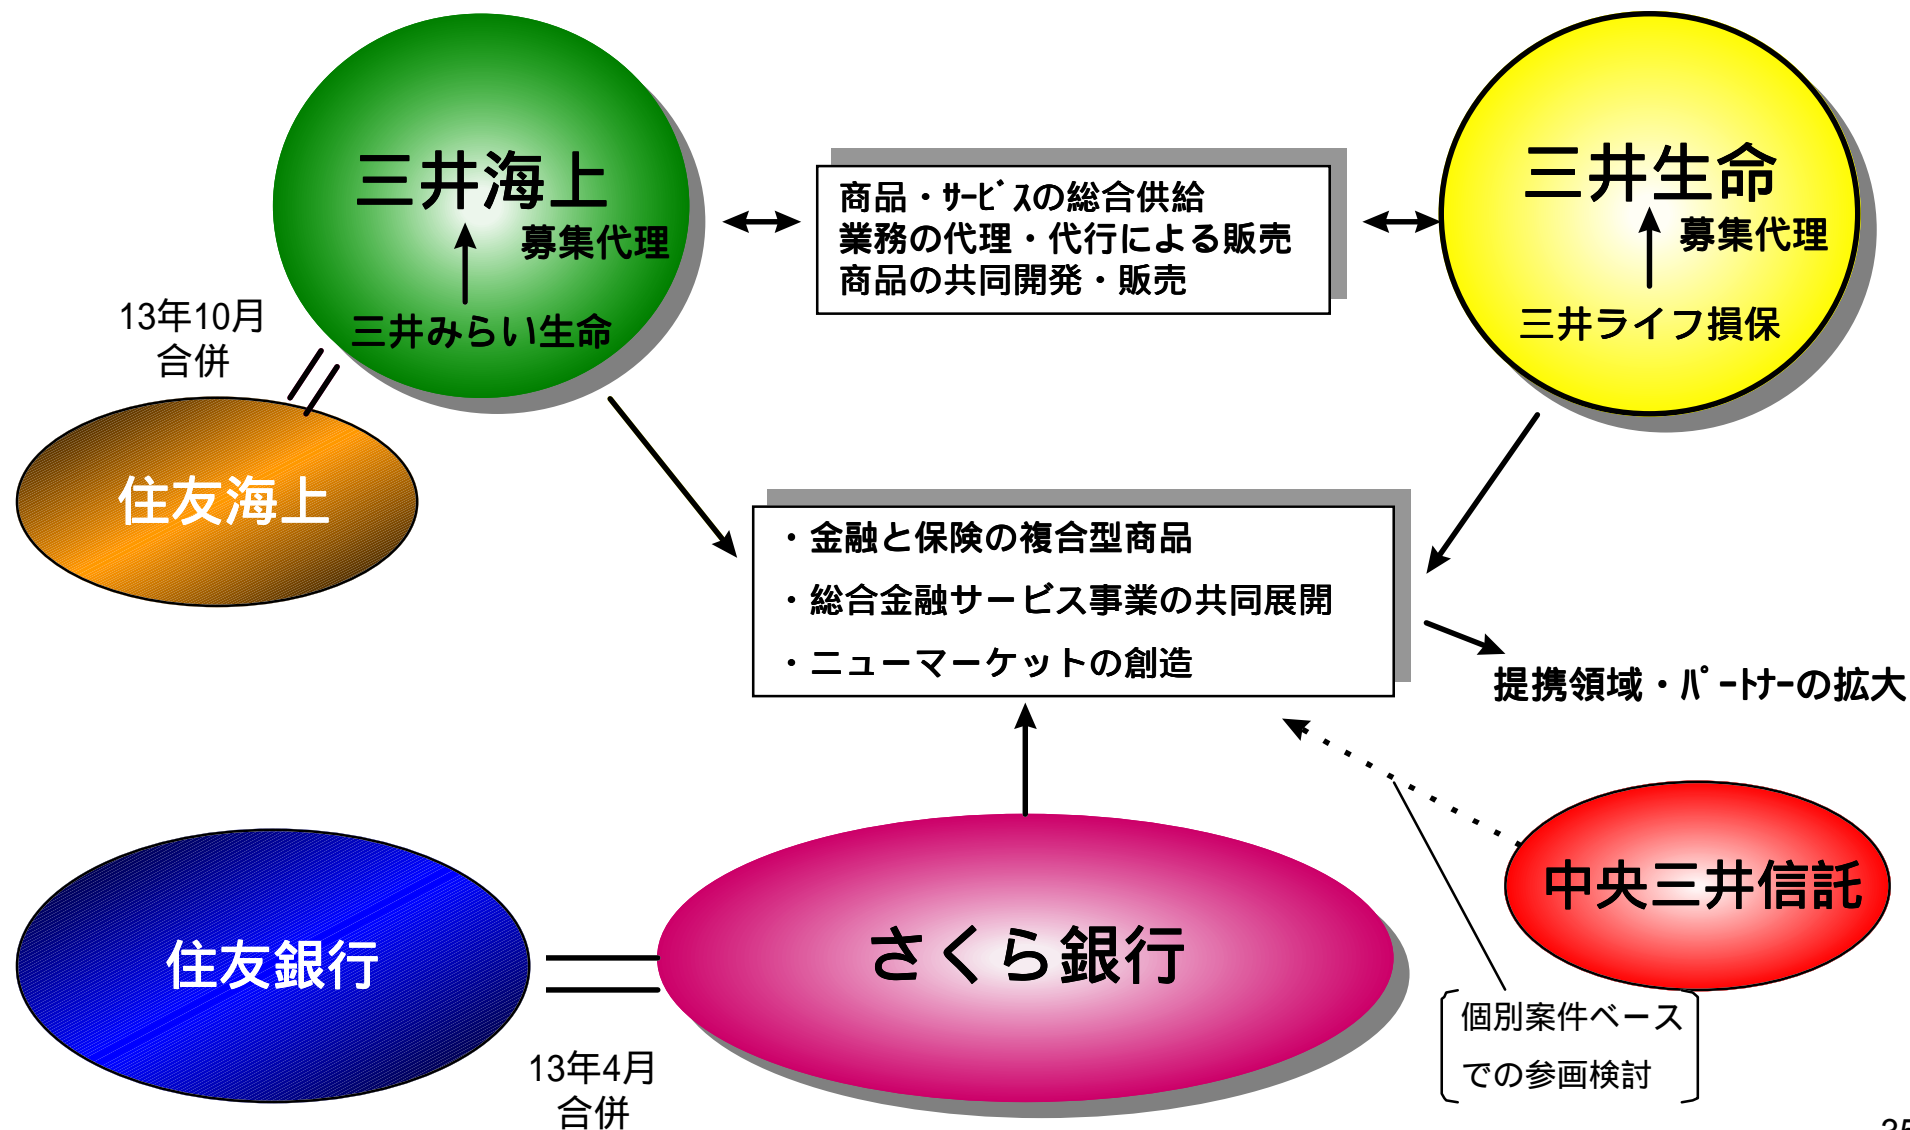 三井海上
募集代理
三井みらい生命
商品・ｻｰﾋﾞｽの総合供給
業務の代理・代行による販売
商品の共同開発・販売
三井生命
募集代理
三井ライフ損保
13年10月
合併
住友海上
・金融と保険の複合型商品
・総合金融サービス事業の共同展開
・ニューマーケットの創造
提携領域・ﾊﾟｰﾄﾅｰの拡大
中央三井信託
さくら銀行
住友銀行
個別案件ベース
での参画検討
13年4月
合併